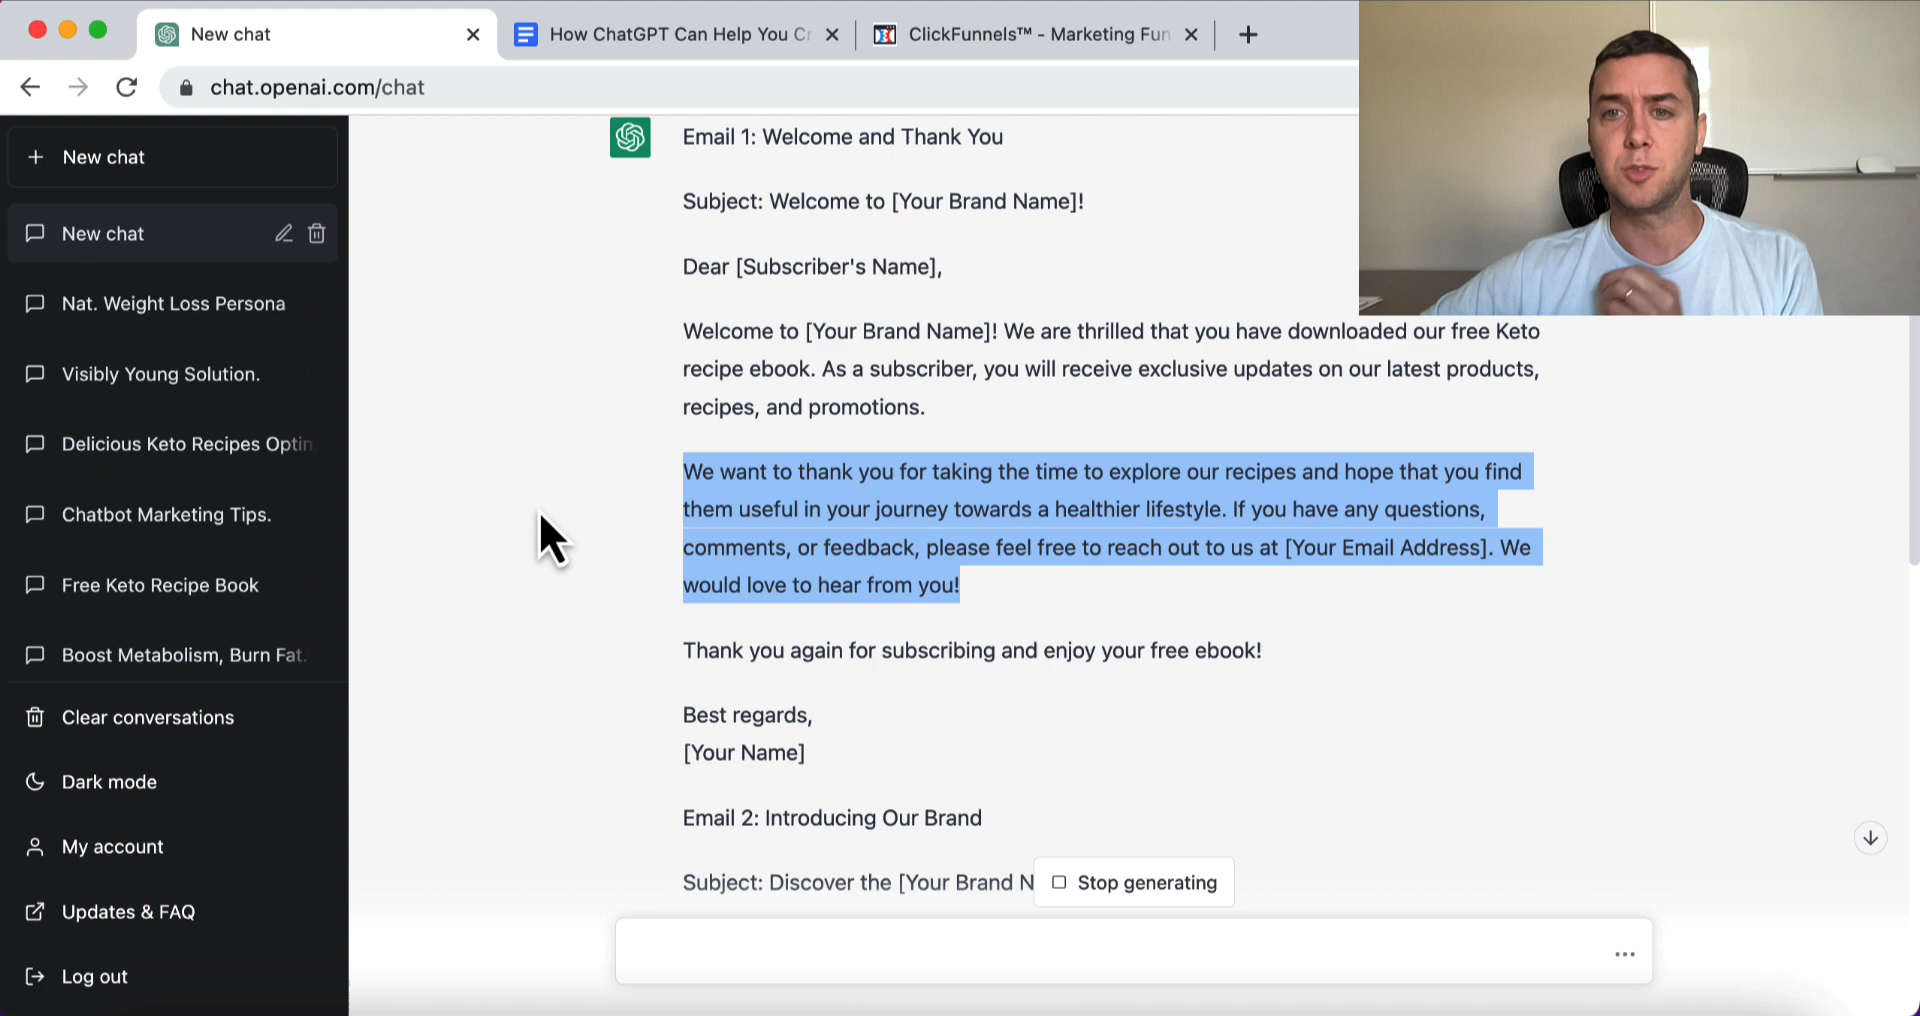 New chat
How ChatGPT Can Help You Cr
ClickFunnels™ - Marketing Fun
chat.openai.com/chat
New chat
New chat
Nat. Weight Loss Persona
Visibly Young Solution.
Delicious Keto Recipes Optin
Chatbot Marketing Tips.
Free Keto Recipe Book
Boost Metabolism, Burn Fat.
Clear conversations
Dark mode
My account
Updates & FAQ
Log out
Email 1: Welcome and Thank You
Subject: Welcome to [Your Brand Name]!
Dear [Subscriber's Name],
Welcome to [Your Brand Name]! We are thrilled that you have downloaded our free Keto
recipe ebook. As a subscriber, you will receive exclusive updates on our latest products,
recipes, and promotions.
We want to thank you for taking the time to explore our recipes and hope that you find
them useful in your journey towards a healthier lifestyle. If you have any questions,
comments, or feedback, please feel free to reach out to us at [Your Email Address]. We
would love to hear from you!
Thank you again for subscribing and enjoy your free ebook!
Best regards,
[Your Name]
Email 2: Introducing Our Brand
Subject: Discover the [Your Brand N
Stop generating